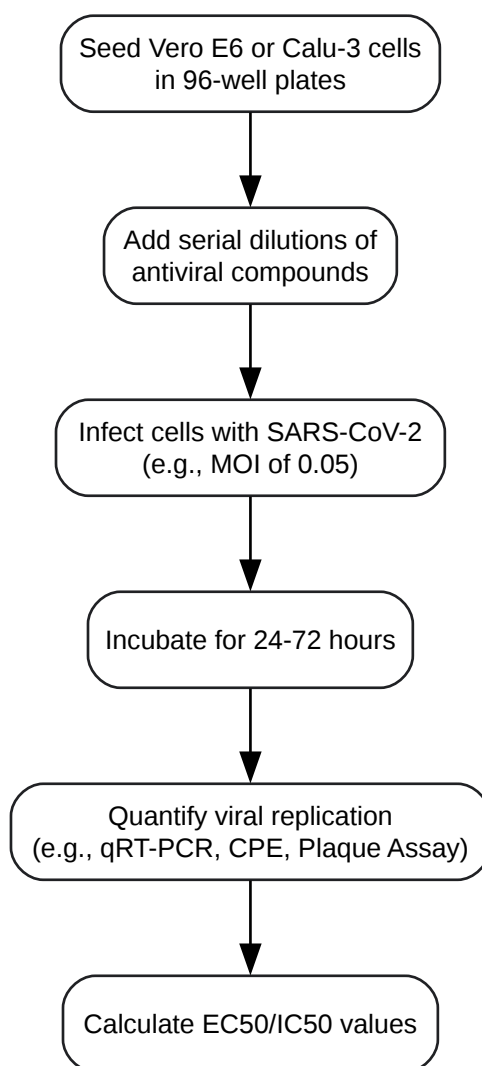 Seed Vero E6 or Calu-3 cells
in 96-well plates
Add serial dilutions of
antiviral compounds
Infect cells with SARS-CoV-2
(e.g., MOI of 0.05)
Incubate for 24-72 hours
Quantify viral replication
(e.g., qRT-PCR, CPE, Plaque Assay)
Calculate EC50/IC50 values